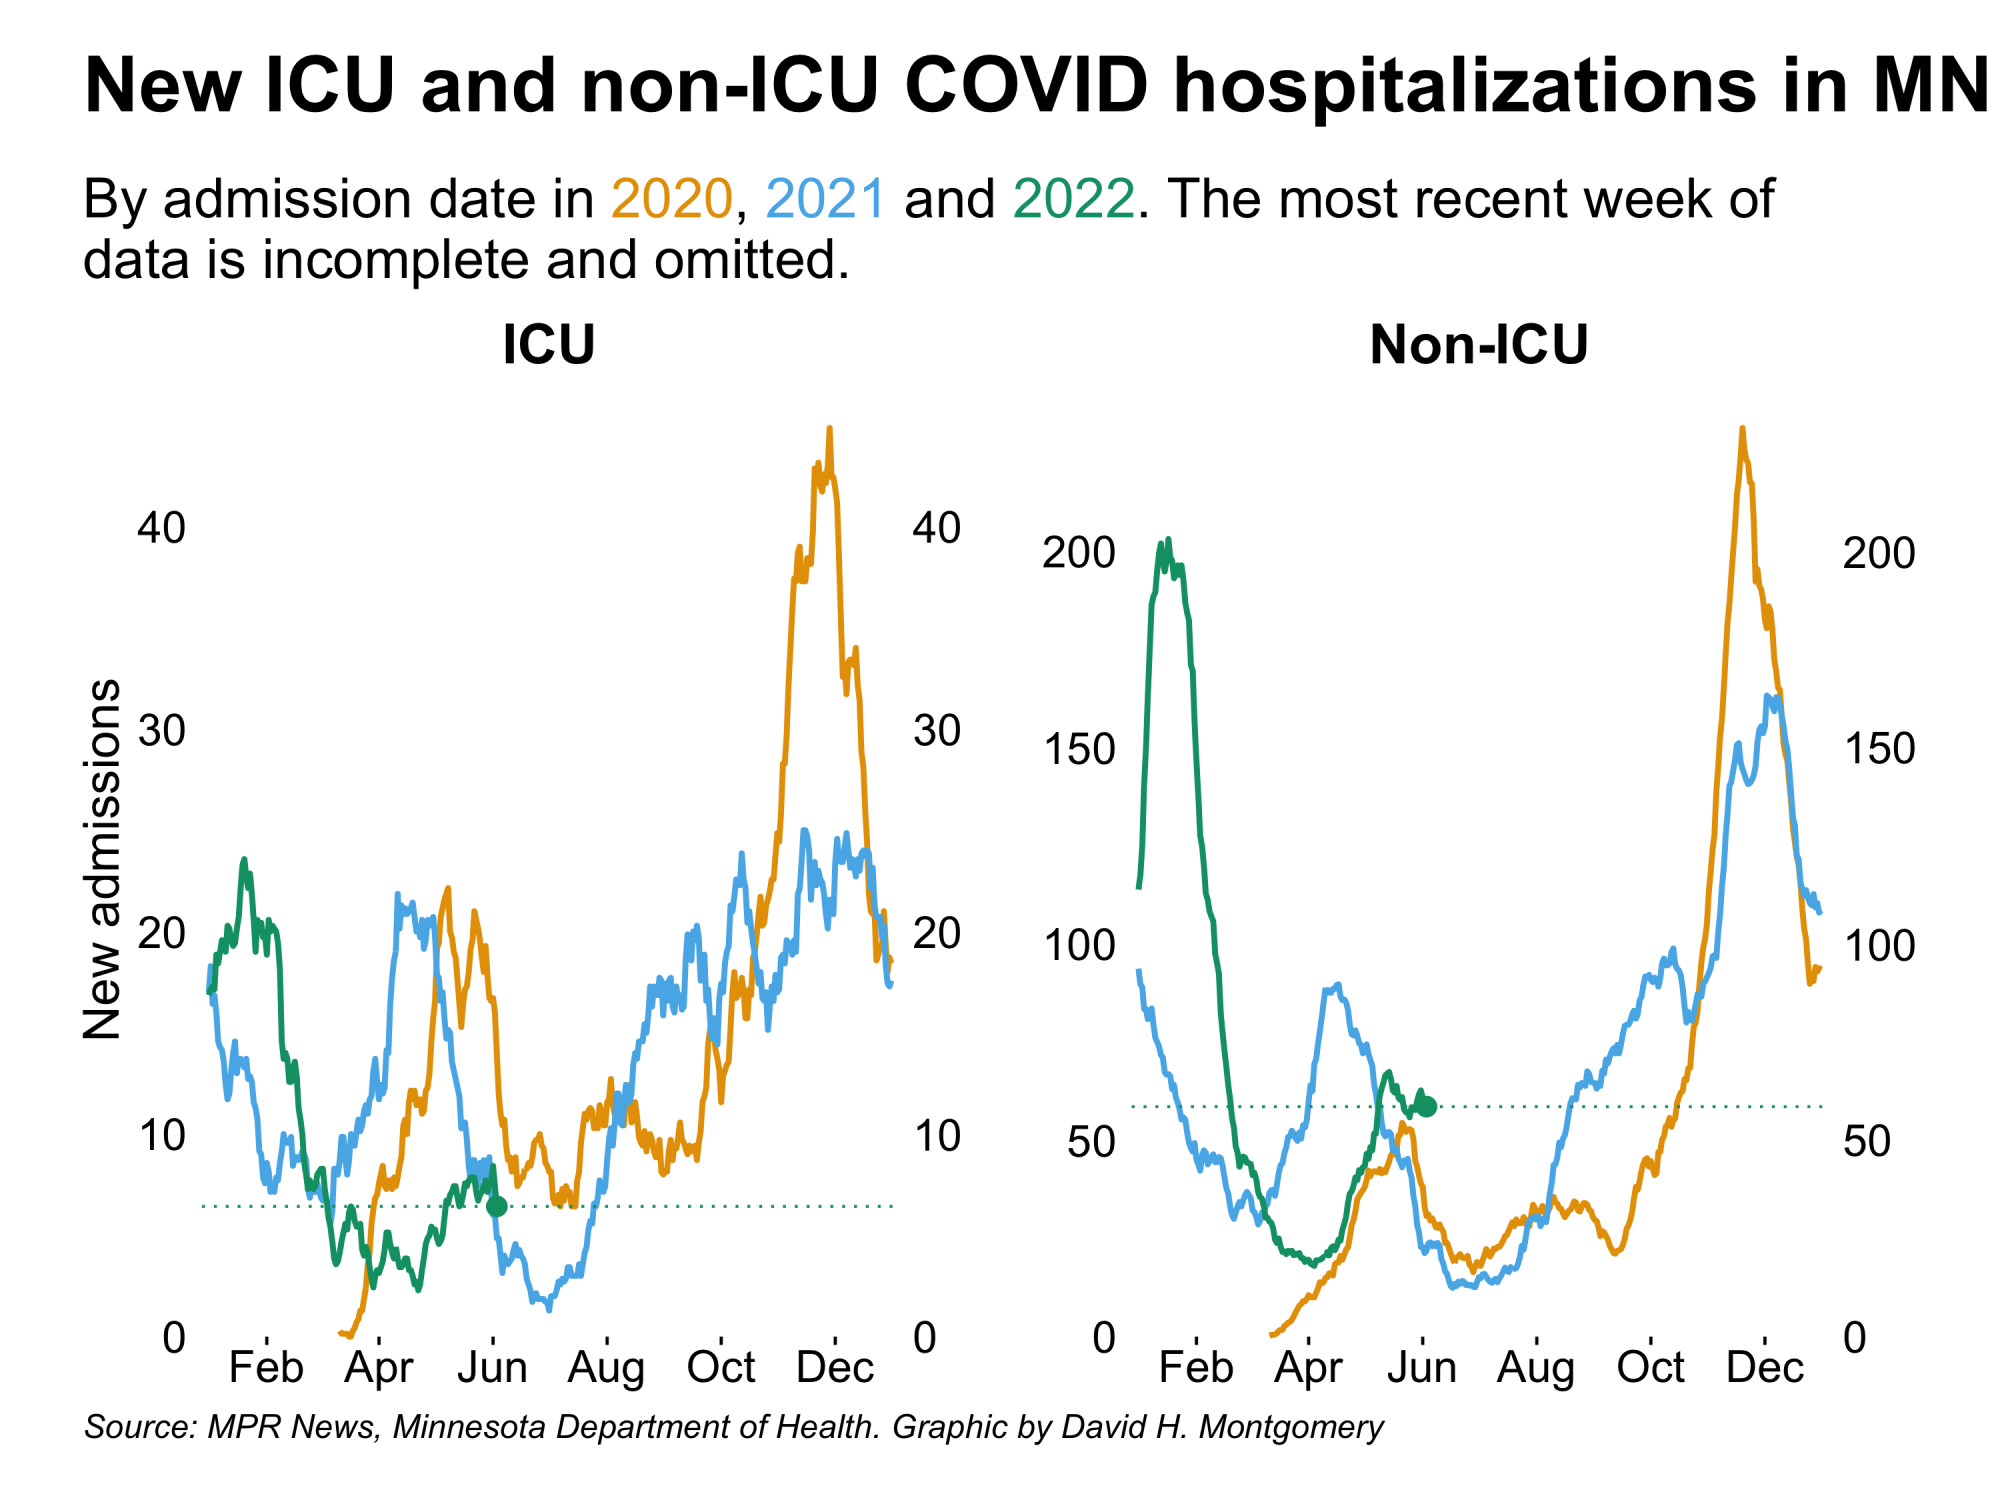 New ICU and non-ICU COVID hospitalizations in MN
By admission date in 2020, 2021 and 2022. The most recent week of
data is incomplete and omitted.
ICU
Non-ICU
New admissions
40
30
20
10
0
40
30
20
10
0
Feb Apr Jun Aug Oct Dec
200
150
100
50
0
200
150
100
50
0
Feb Apr Jun Aug Oct Dec
Source: MPR News, Minnesota Department of Health. Graphic by David H. Montgomery